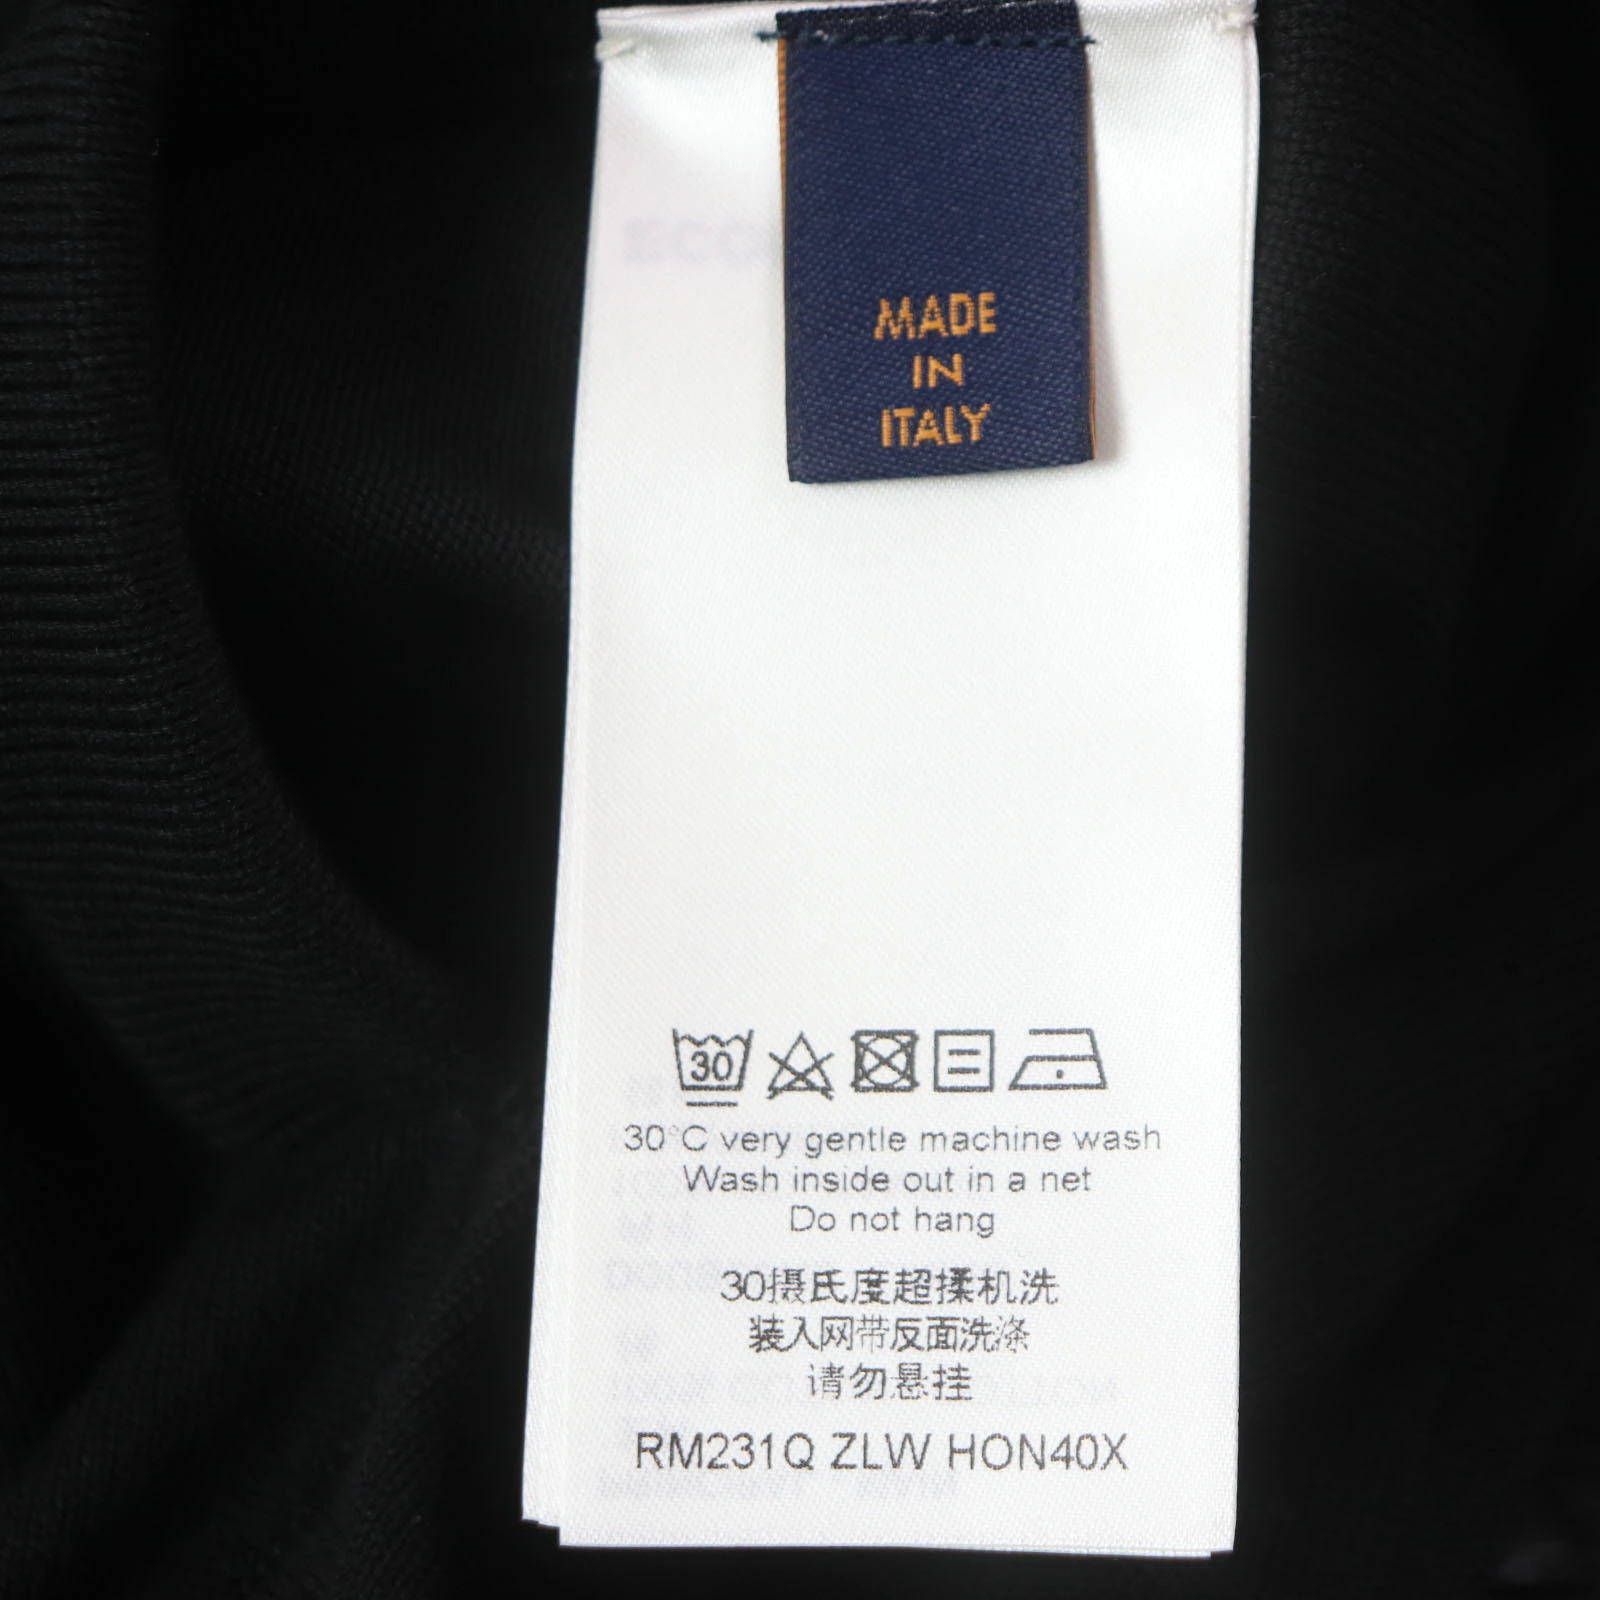 MADE
IN
ITALY
30
30°C very gentle machine wash
Wash inside out in a net
Do not hang
30摄氏度超揉机洗
装入网带反面洗涤
请勿悬挂
RM231Q ZLW HON40X